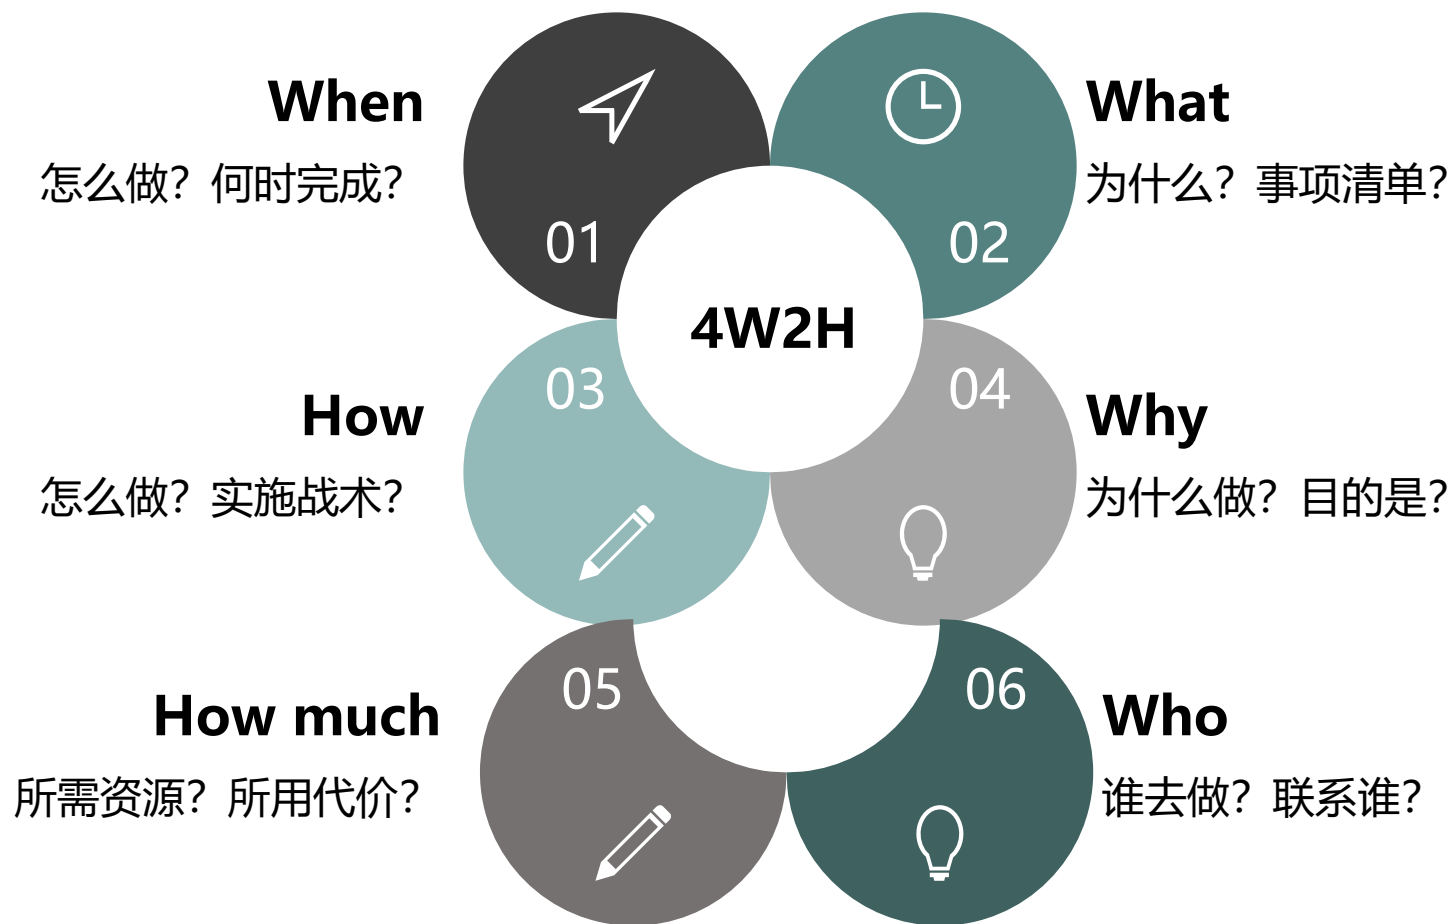 When
怎么做？何时完成？
01
02
What
为什么？事项清单？
4W2H
How
怎么做？实施战术？
03
04
Why
为什么做？目的是？
How much
所需资源？所用代价？
05
06
Who
谁去做？联系谁？